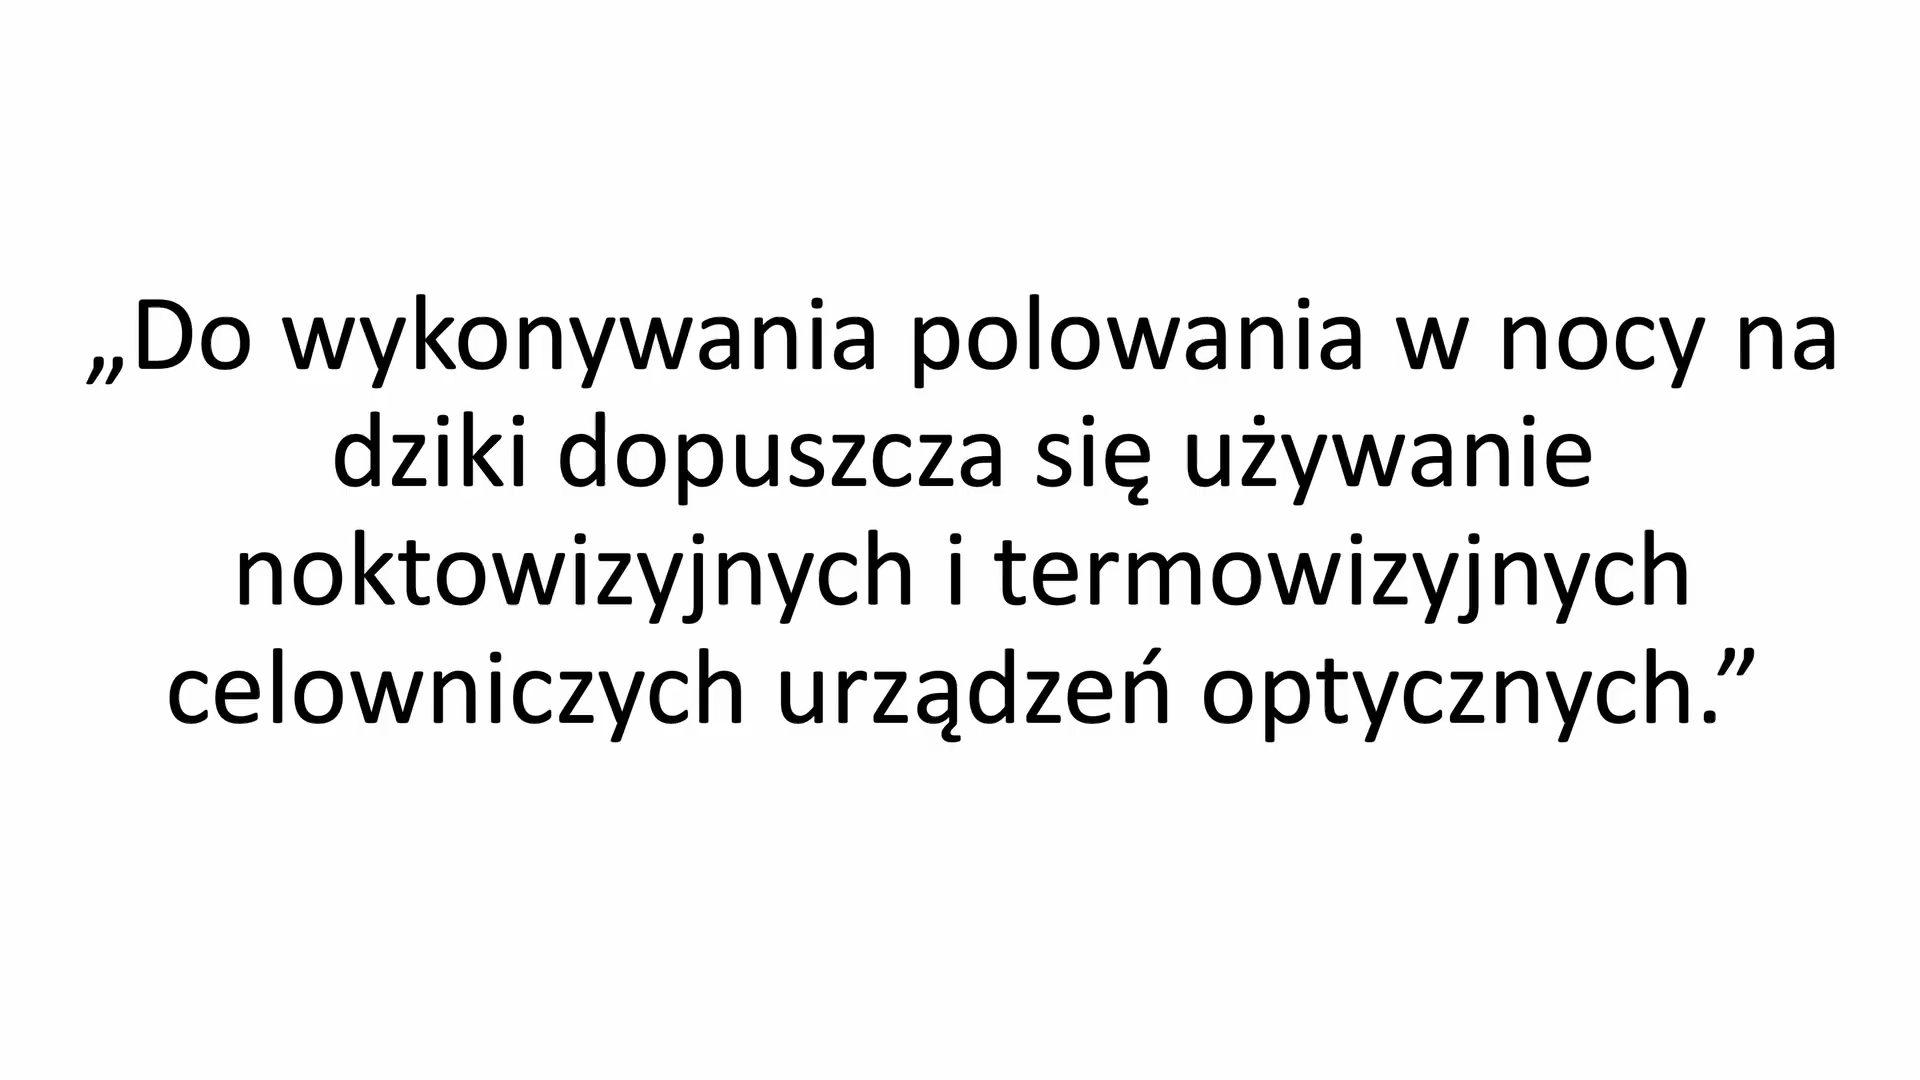 „Do wykonywania polowania w nocy na
dziki dopuszcza się używanie
noktowizyjnych i termowizyjnych
celowniczych urządzeń optycznych.”